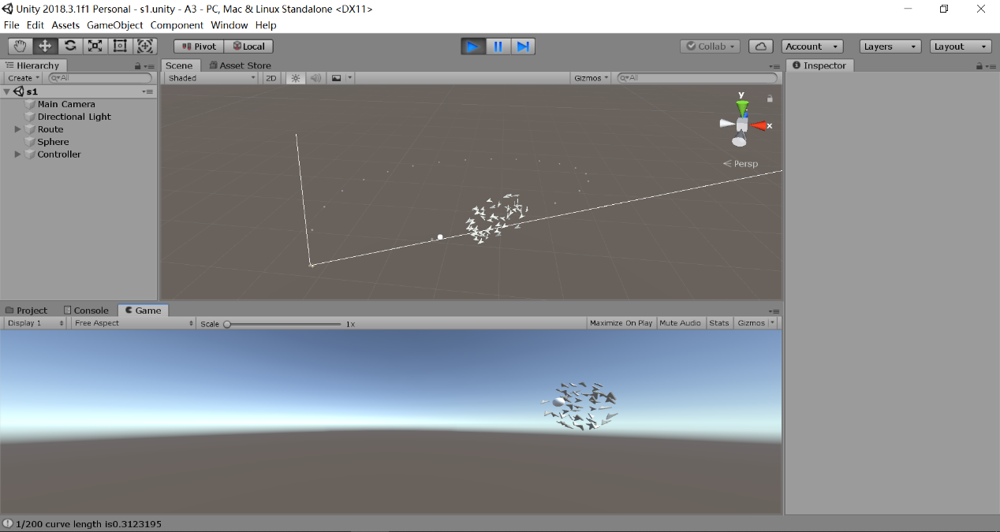 Unity 2018.3.1f1 Personal - s1.unity - A3 - PC, Mac & Linux Standalone <DX11>
File Edit Assets GameObject Component Window Help
Pivot Local Collab Account Layers Layout
Hierarchy
Create All
s1
Main Camera
Directional Light
Route
Sphere
Controller
Scene Asset Store
Shaded 2D Gizmos All
y
x
Persp
Inspector
Project Console Game
Display 1 Free Aspect Scale 1x Maximize On Play Mute Audio Stats Gizmos
1/200 curve length is0.3123195